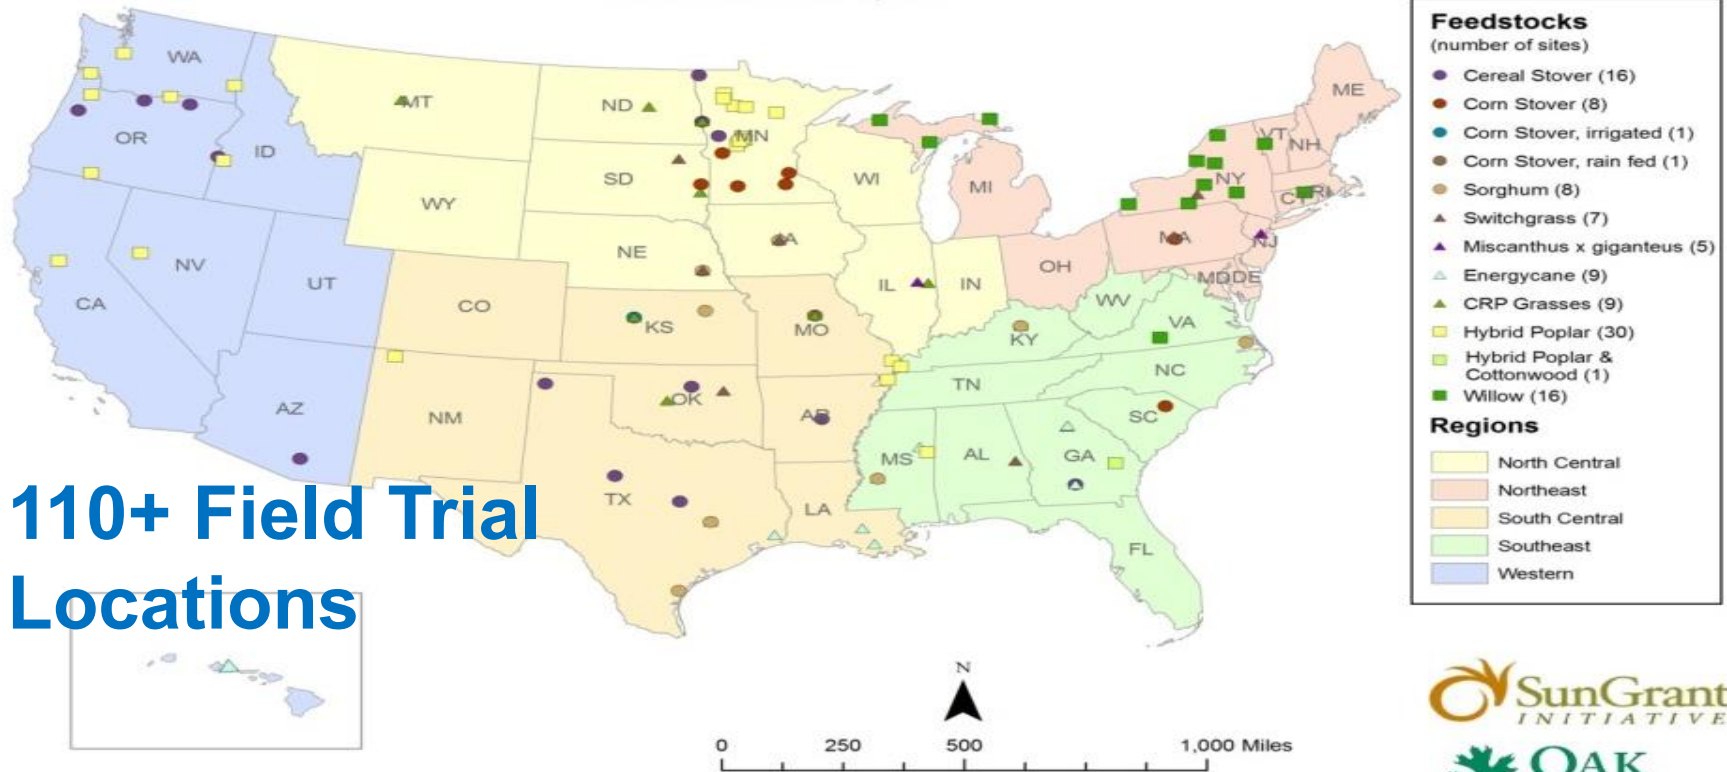 WA
OR
ID
MT
ND
MN
SD
WY
WI
MI
NE
IL
IN
OH
NV
UT
CA
CO
KS
MO
KY
WV
VA
AZ
NM
OK
AR
TN
NC
SC
MS
AL
GA
TX
LA
FL
ME
VT
NH
NY
CT
RI
NJ
MD
DE
110+ Field Trial
Locations
N
0 250 500 1,000 Miles
Feedstocks
(number of sites)
Cereal Stover (16)
Corn Stover (8)
Corn Stover, irrigated (1)
Corn Stover, rain fed (1)
Sorghum (8)
Switchgrass (7)
Miscanthus x giganteus (5)
Energycane (9)
CRP Grasses (9)
Hybrid Poplar (30)
Hybrid Poplar &
Cottonwood (1)
Willow (16)
Regions
North Central
Northeast
South Central
Southeast
Western
SunGrant
INITIATIVE
OAK